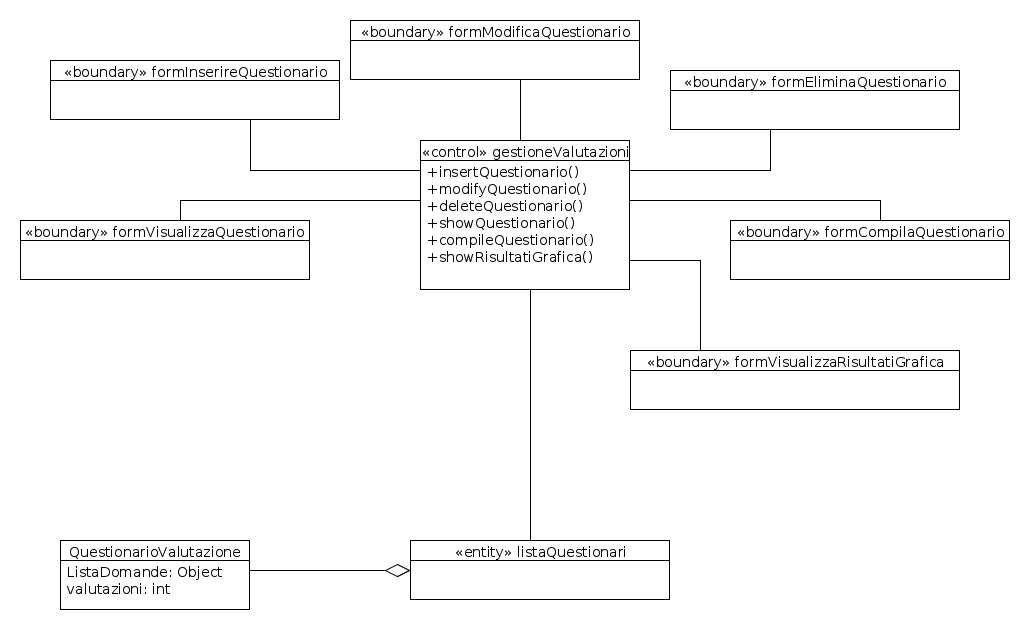 «boundary» formModificaQuestionario
«boundary» formInserireQuestionario
«boundary» formEliminaQuestionario
«control» gestioneValutazioni
+insertQuestionario()
+modifyQuestionario()
+deleteQuestionario()
+showQuestionario()
+compileQuestionario()
+showRisultatiGrafica()
«boundary» formVisualizzaQuestionario
«boundary» formCompilaQuestionario
«boundary» formVisualizzaRisultatiGrafica
QuestionarioValutazione
ListaDomande: Object
valutazioni: int
«entity» listaQuestionari